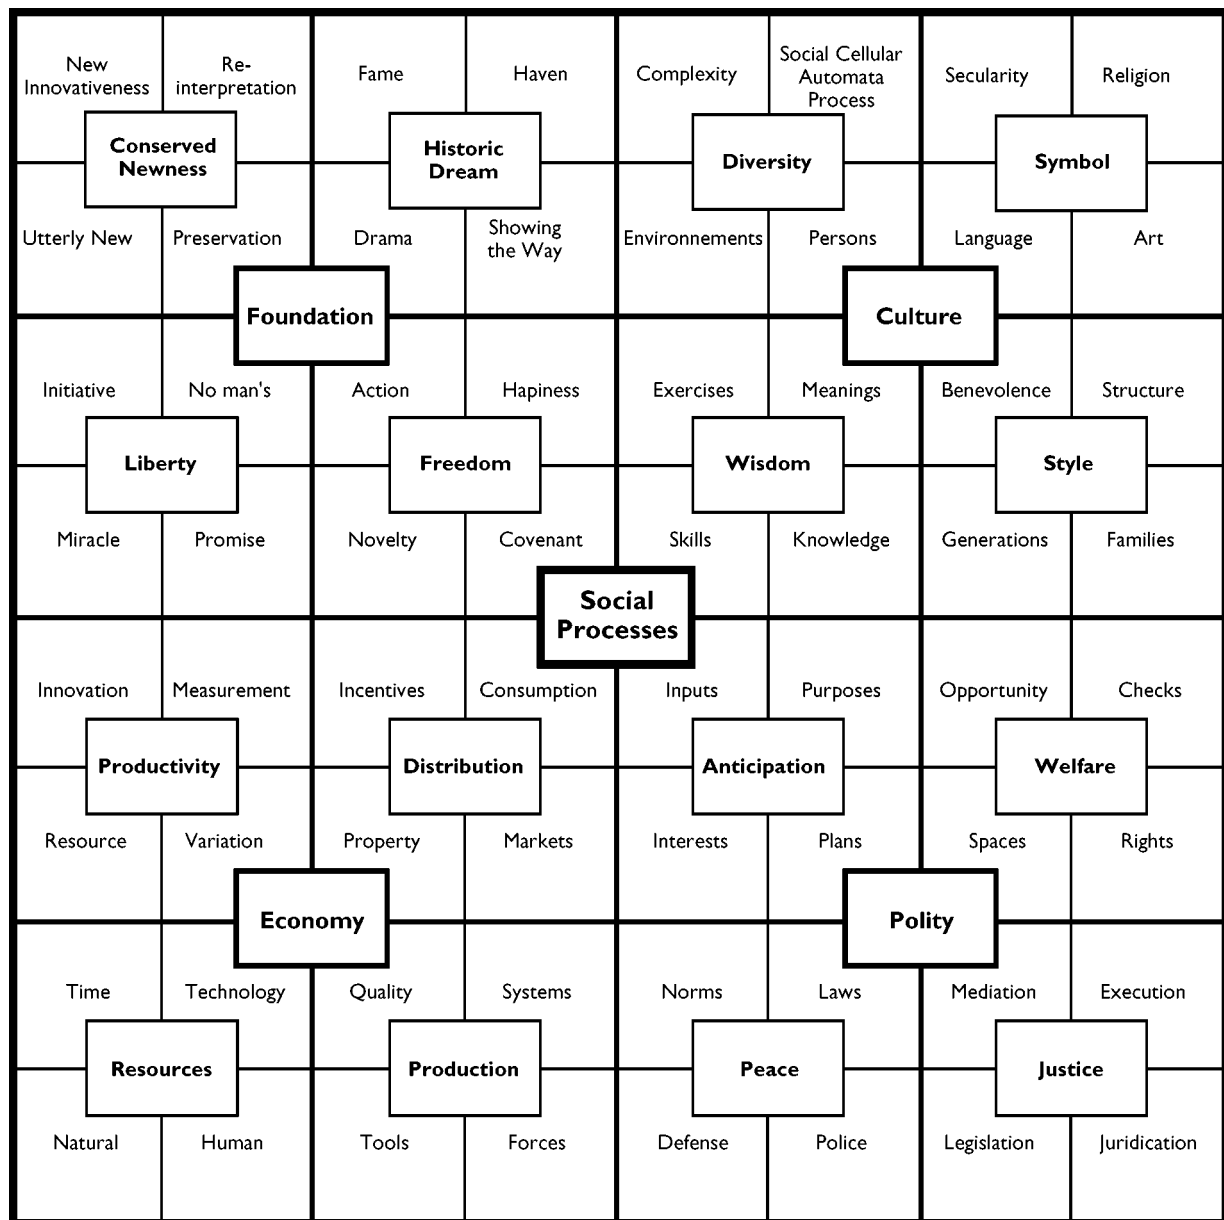 New
Innovativeness
Re-
interpretation
Fame
Haven
Complexity
Social Cellular
Automata
Process
Secularity
Religion
Conserved
Newness
Historic
Dream
Diversity
Symbol
Utterly New
Preservation
Drama
Showing
the Way
Environnements
Persons
Language
Art
Foundation
Culture
Initiative
No man's
Action
Hapiness
Exercises
Meanings
Benevolence
Structure
Liberty
Freedom
Wisdom
Style
Miracle
Promise
Novelty
Covenant
Skills
Knowledge
Generations
Families
Social
Processes
Innovation
Measurement
Incentives
Consumption
Inputs
Purposes
Opportunity
Checks
Productivity
Distribution
Anticipation
Welfare
Resource
Variation
Property
Markets
Interests
Plans
Spaces
Rights
Economy
Polity
Time
Technology
Quality
Systems
Norms
Laws
Mediation
Execution
Resources
Production
Peace
Justice
Natural
Human
Tools
Forces
Defense
Police
Legislation
Juridication